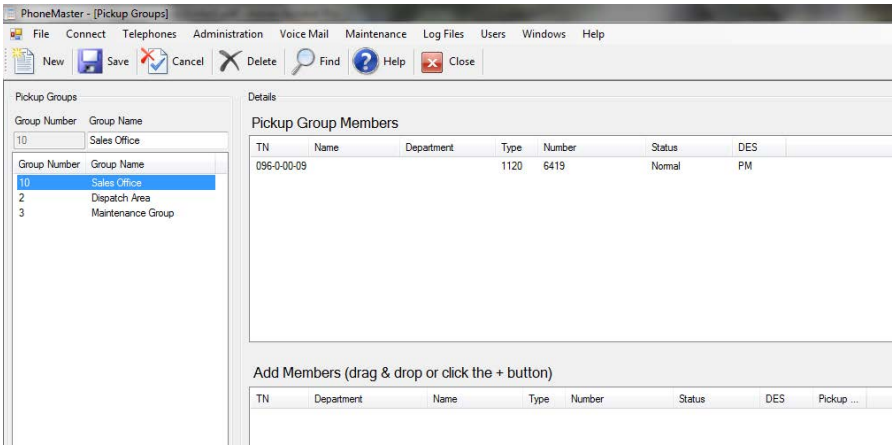 PhoneMaster - [Pickup Groups]
File Connect Telephones Administration Voice Mail Maintenance Log Files Users Windows Help
New Save Cancel Delete Find Help Close
Pickup Groups
Group Number Group Name
10 Sales Office
Group Number Group Name
10 Sales Office
2 Dispatch Area
3 Maintenance Group
Details
Pickup Group Members
TN Name Department Type Number Status DES
096-0-00-09 1120 6419 Normal PM
Add Members (drag & drop or click the + button)
TN Department Name Type Number Status DES Pickup ...